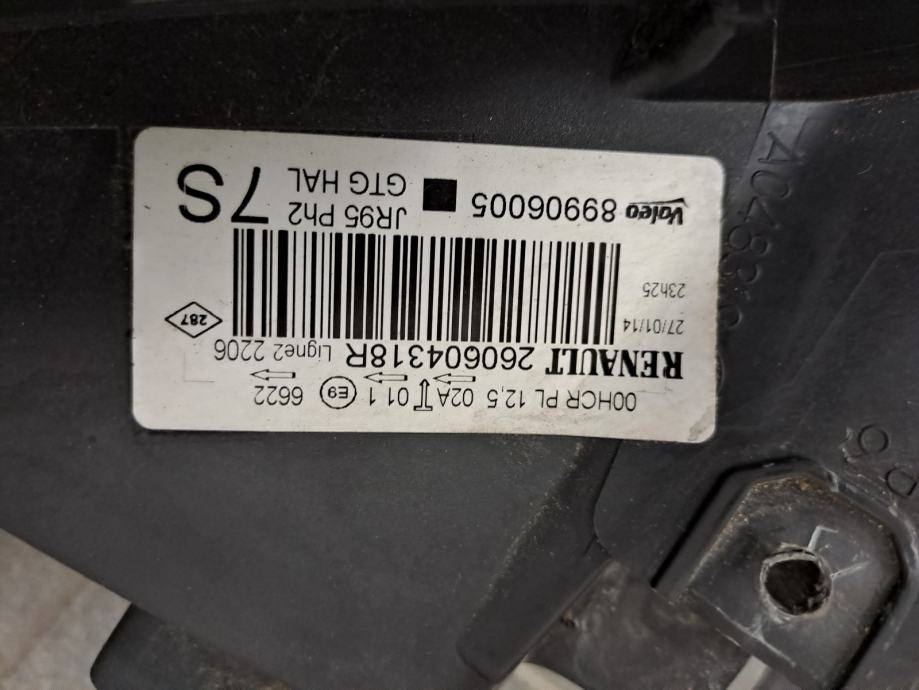 00HCR PL 12,5 02A 01 1 E9 6622
RENAULT 260604318R Ligne2 2206
27/01/14
23h25
287
Valeo 89906005
JR95 Ph2
GTG HAL
7S